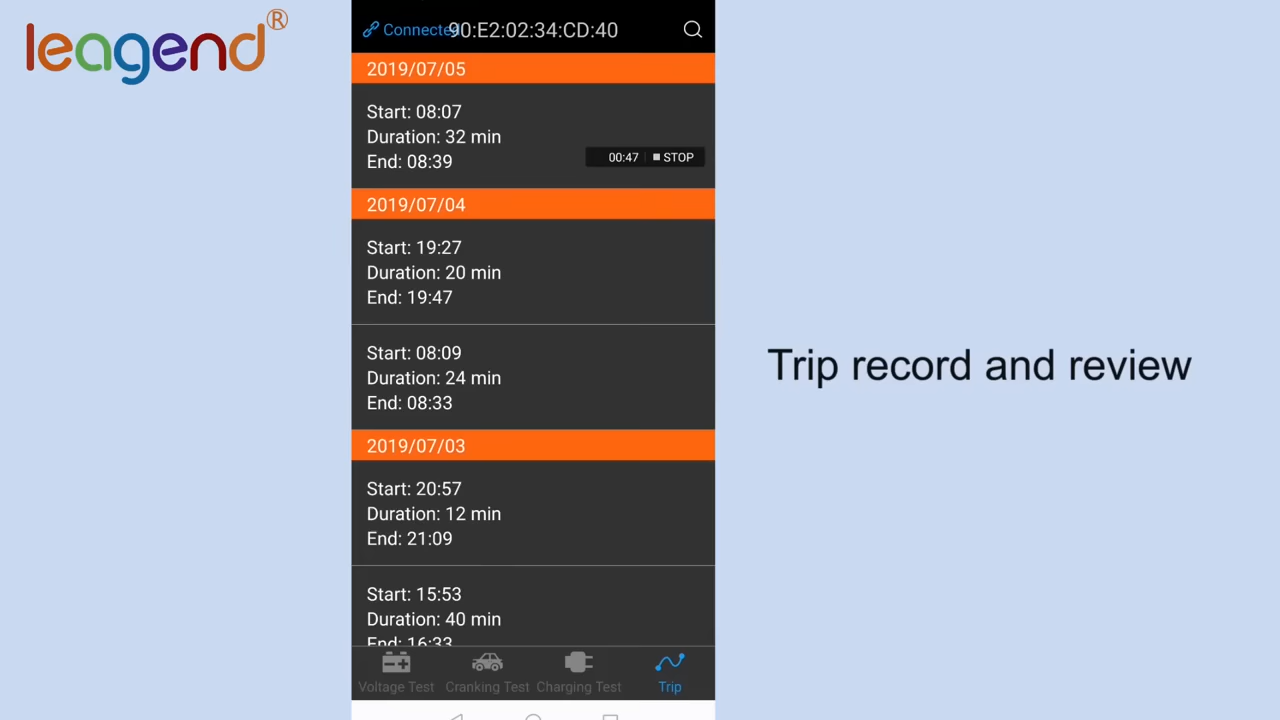 leagend®
Connected
90:E2:02:34:CD:40
2019/07/05
Start: 08:07
Duration: 32 min
End: 08:39
00:47 STOP
2019/07/04
Start: 19:27
Duration: 20 min
End: 19:47
Start: 08:09
Duration: 24 min
End: 08:33
Trip record and review
2019/07/03
Start: 20:57
Duration: 12 min
End: 21:09
Start: 15:53
Duration: 40 min
End: 16:33
Voltage Test
Cranking Test
Charging Test
Trip